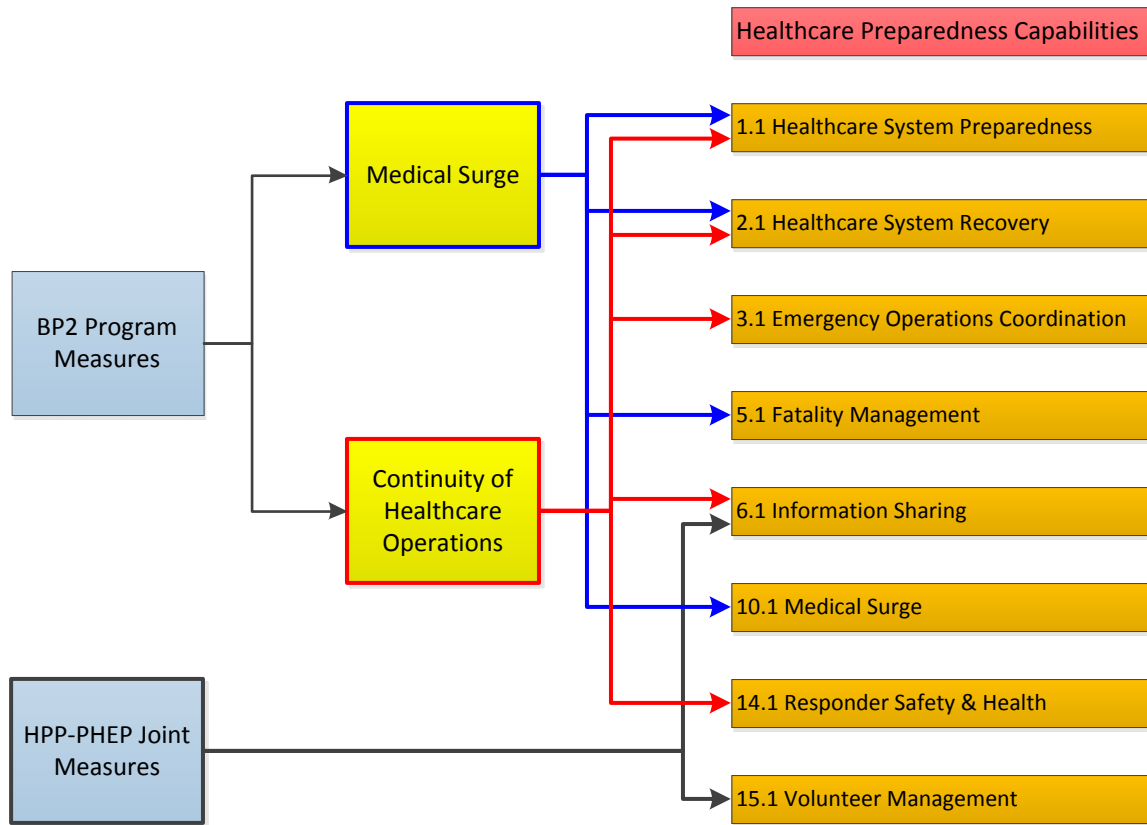 Healthcare Preparedness Capabilities
Medical Surge
1.1 Healthcare System Preparedness
2.1 Healthcare System Recovery
BP2 Program
Measures
3.1 Emergency Operations Coordination
5.1 Fatality Management
Continuity of
Healthcare
Operations
6.1 Information Sharing
10.1 Medical Surge
HPP-PHEP Joint
Measures
14.1 Responder Safety & Health
15.1 Volunteer Management